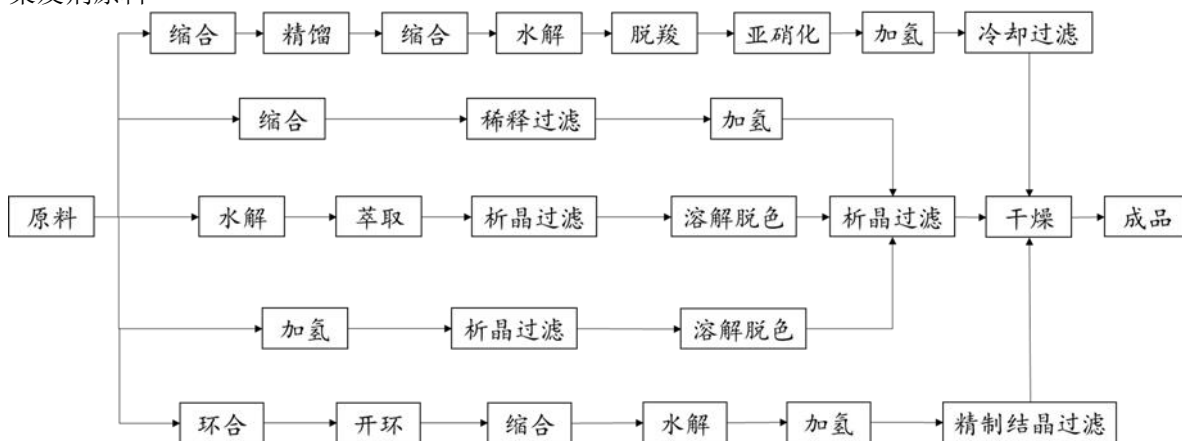 缩合 精馏 缩合 水解 脱羧 亚硝化 加氢 冷却过滤
缩合 稀释过滤 加氢
原料 水解 萃取 析晶过滤 溶解脱色 析晶过滤 干燥 成品
加氢 析晶过滤 溶解脱色
环合 开环 缩合 水解 加氢 精制结晶过滤